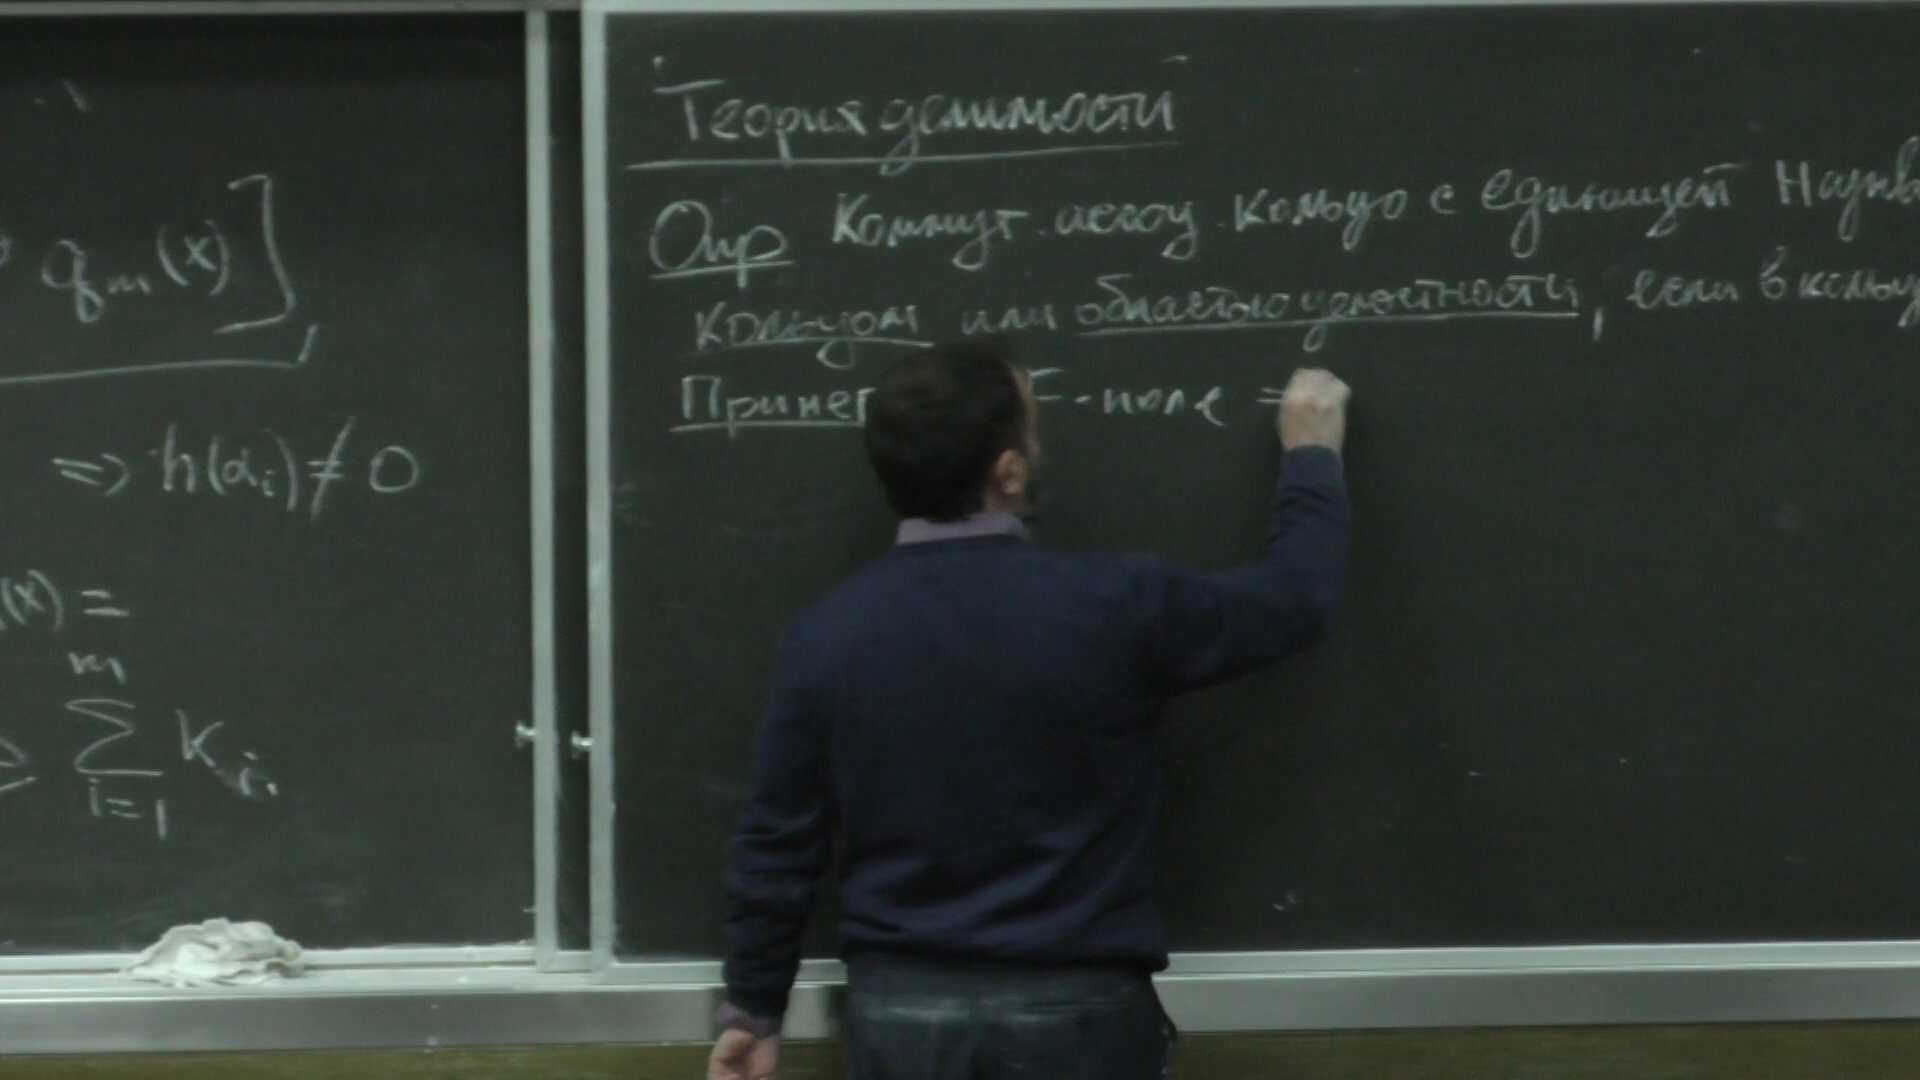 q_m(x)]
=> h(α_i) ≠ 0
(x) =
≥ \sum_{i=1}^{m} k_i
Теория делимости
Опр Коммут. ассоц. кольцо с единицей Назыв
кольцом или областью целостности, если в кольц
Пример F - поле =